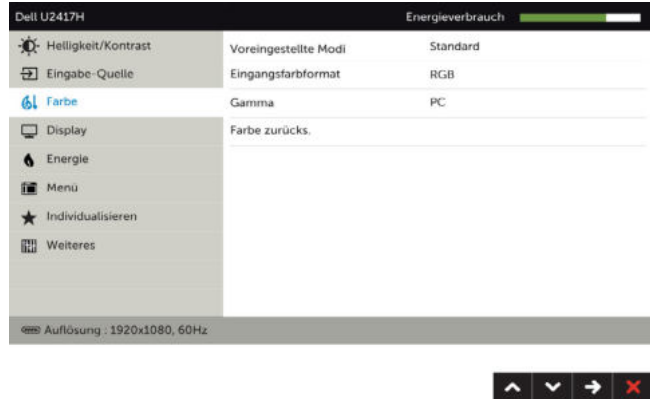 Dell U2417H Energieverbrauch
Helligkeit/Kontrast
Eingabe-Quelle
Farbe
Display
Energie
Menü
Individualisieren
Weiteres
Voreingestellte Modi Standard
Eingangsfarbformat RGB
Gamma PC
Farbe zurücks.
Auflösung : 1920x1080, 60Hz